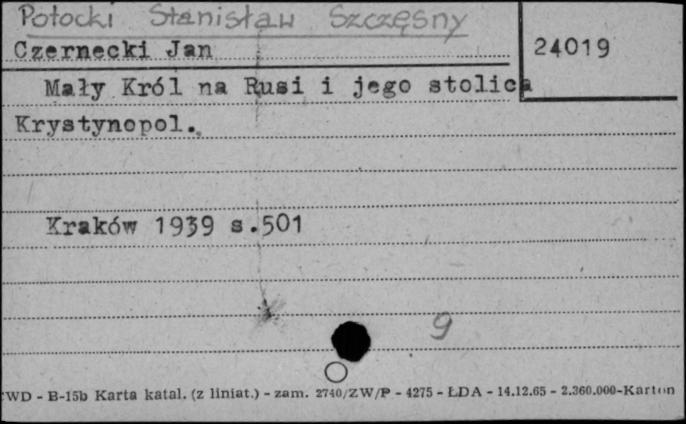 Potocki Stanisław Szczęsny
Czernecki Jan
24019
Mały Król na Rusi i jego stolica
Krystynopol.
Kraków 1939 s.501
9
WD - B-15b Karta katal. (z liniat.) - zam. 2740/ZW/P - 4275 - ŁDA - 14.12.65 - 2.360.000-Karton